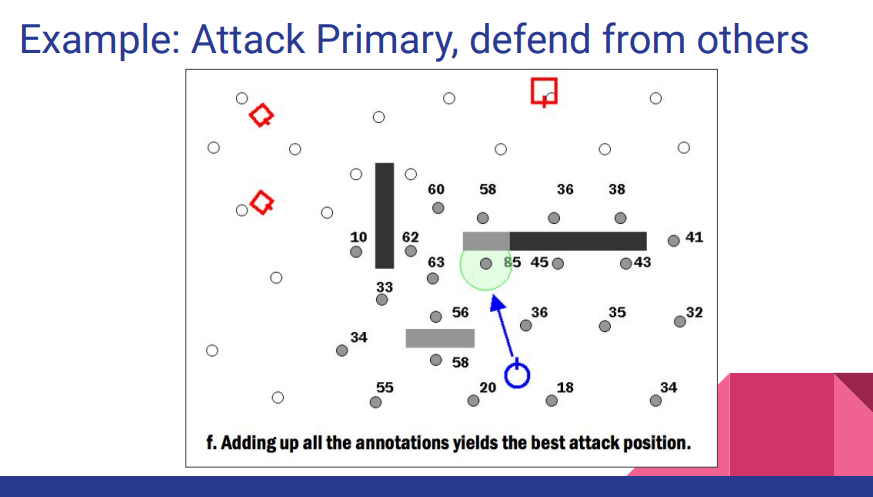 Example: Attack Primary, defend from others
60 58 36 38
10 62 41
63 85 45 43
33
56 36 35 32
34
58
55 20 18 34
f. Adding up all the annotations yields the best attack position.